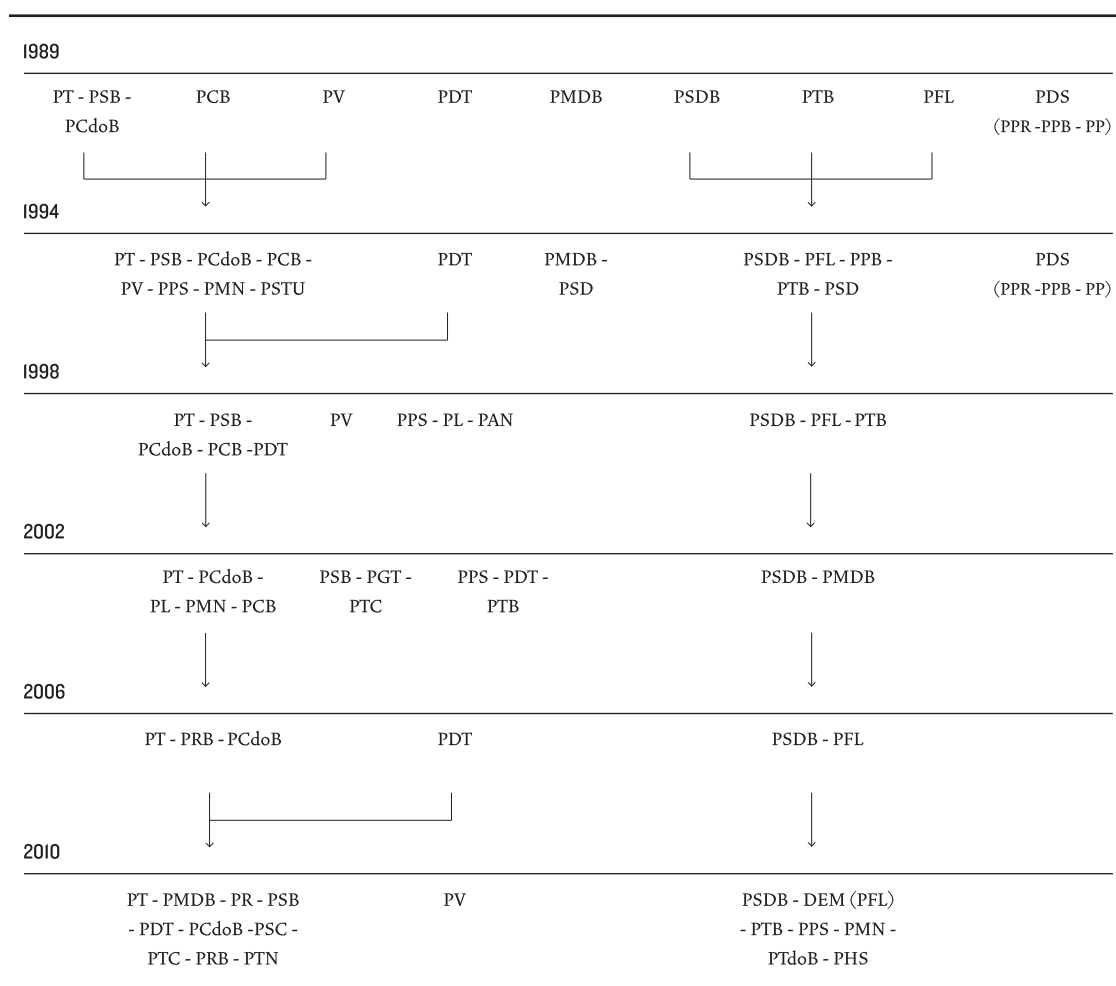 1989
PT - PSB -
PCdoB
PCB
PV
PDT
PMDB
PSDB
PTB
PFL
PDS
(PPR -PPB - PP)
1994
PT - PSB - PCdoB - PCB -
PV - PPS - PMN - PSTU
PDT
PMDB -
PSD
PSDB - PFL - PPB -
PTB - PSD
PDS
(PPR -PPB - PP)
1998
PT - PSB -
PCdoB - PCB -PDT
PV
PPS - PL - PAN
PSDB - PFL - PTB
2002
PT - PCdoB -
PL - PMN - PCB
PSB - PGT -
PTC
PPS - PDT -
PTB
PSDB - PMDB
2006
PT - PRB - PCdoB
PDT
PSDB - PFL
2010
PT - PMDB - PR - PSB
- PDT - PCdoB -PSC -
PTC - PRB - PTN
PV
PSDB - DEM (PFL)
- PTB - PPS - PMN -
PTdoB - PHS